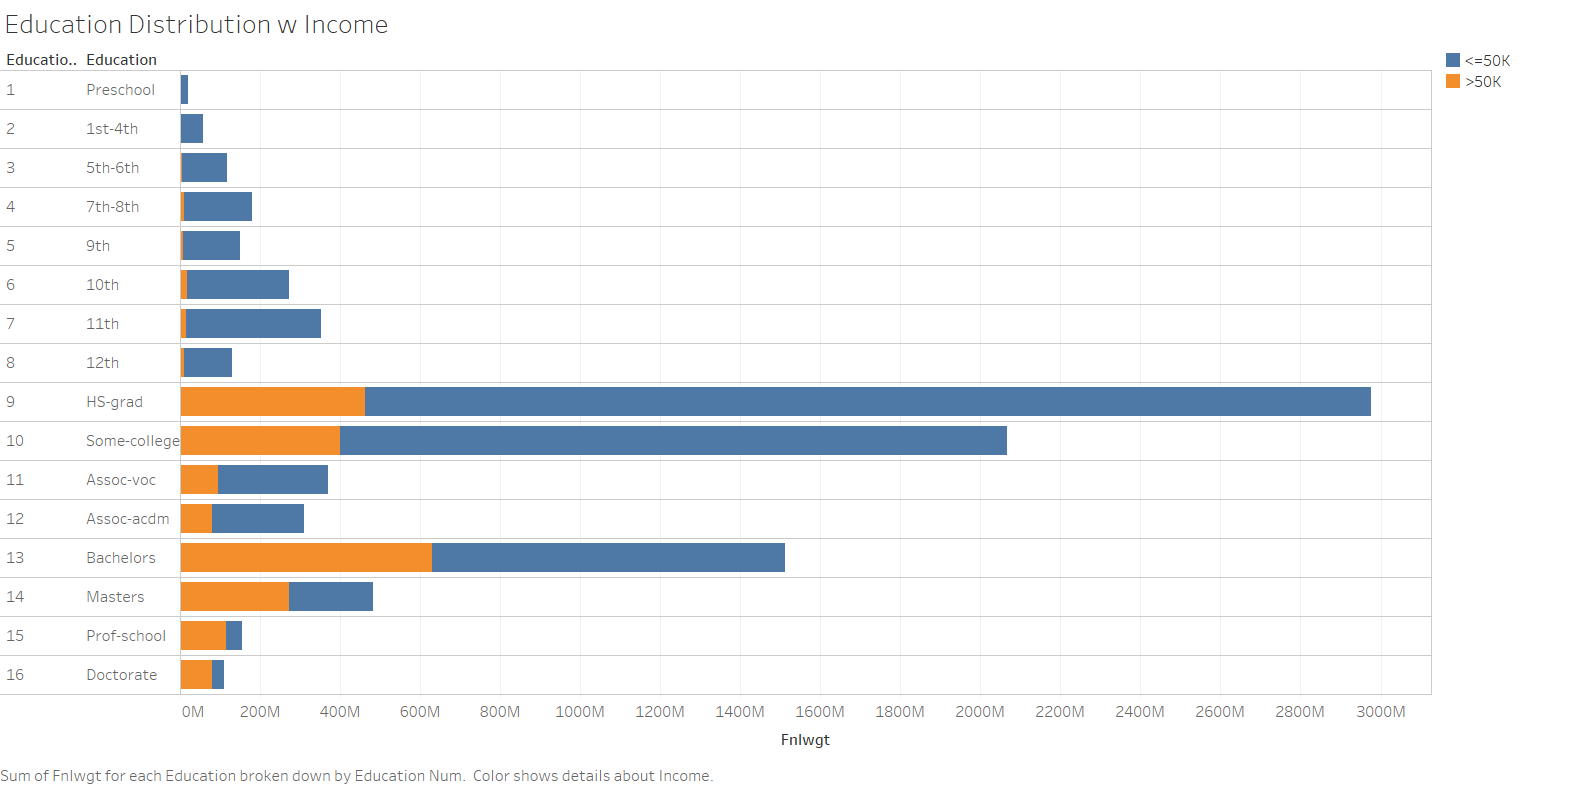 Education Distribution w Income
Educatio.. Education
<=50K
>50K
1 Preschool
2 1st-4th
3 5th-6th
4 7th-8th
5 9th
6 10th
7 11th
8 12th
9 HS-grad
10 Some-college
11 Assoc-voc
12 Assoc-acdm
13 Bachelors
14 Masters
15 Prof-school
16 Doctorate
0M 200M 400M 600M 800M 1000M 1200M 1400M 1600M 1800M 2000M 2200M 2400M 2600M 2800M 3000M
Fnlwgt
Sum of Fnlwgt for each Education broken down by Education Num. Color shows details about Income.